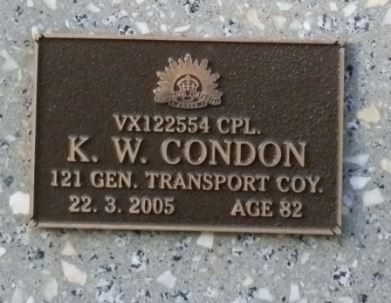 VX122554 CPL.
K. W. CONDON
121 GEN. TRANSPORT COY.
22. 3. 2005 AGE 82